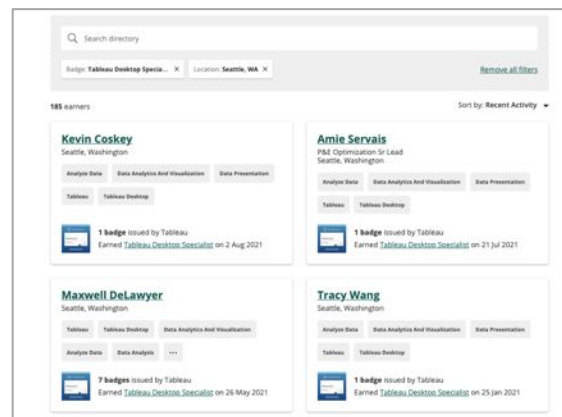 Search directory
Badge: Tableau Desktop Specia... ×
Location: Seattle, WA ×
Remove all filters
185 earners
Sort by: Recent Activity
Kevin Coskey
Seattle, Washington
Analyze Data
Data Analytics And Visualization
Data Presentation
Tableau
Tableau Desktop
1 badge issued by Tableau
Earned Tableau Desktop Specialist on 2 Aug 2021
Amie Servais
P&E Optimization Sr Lead
Seattle, Washington
Analyze Data
Data Analytics And Visualization
Data Presentation
Tableau
Tableau Desktop
1 badge issued by Tableau
Earned Tableau Desktop Specialist on 21 Jul 2021
Maxwell DeLawyer
Seattle, Washington
Tableau
Tableau Desktop
Data Analytics And Visualization
Analyze Data
Data Analysis
...
7 badges issued by Tableau
Earned Tableau Desktop Specialist on 26 May 2021
Tracy Wang
Seattle, Washington
Analyze Data
Data Analytics And Visualization
Data Presentation
Tableau
Tableau Desktop
1 badge issued by Tableau
Earned Tableau Desktop Specialist on 25 Jan 2021